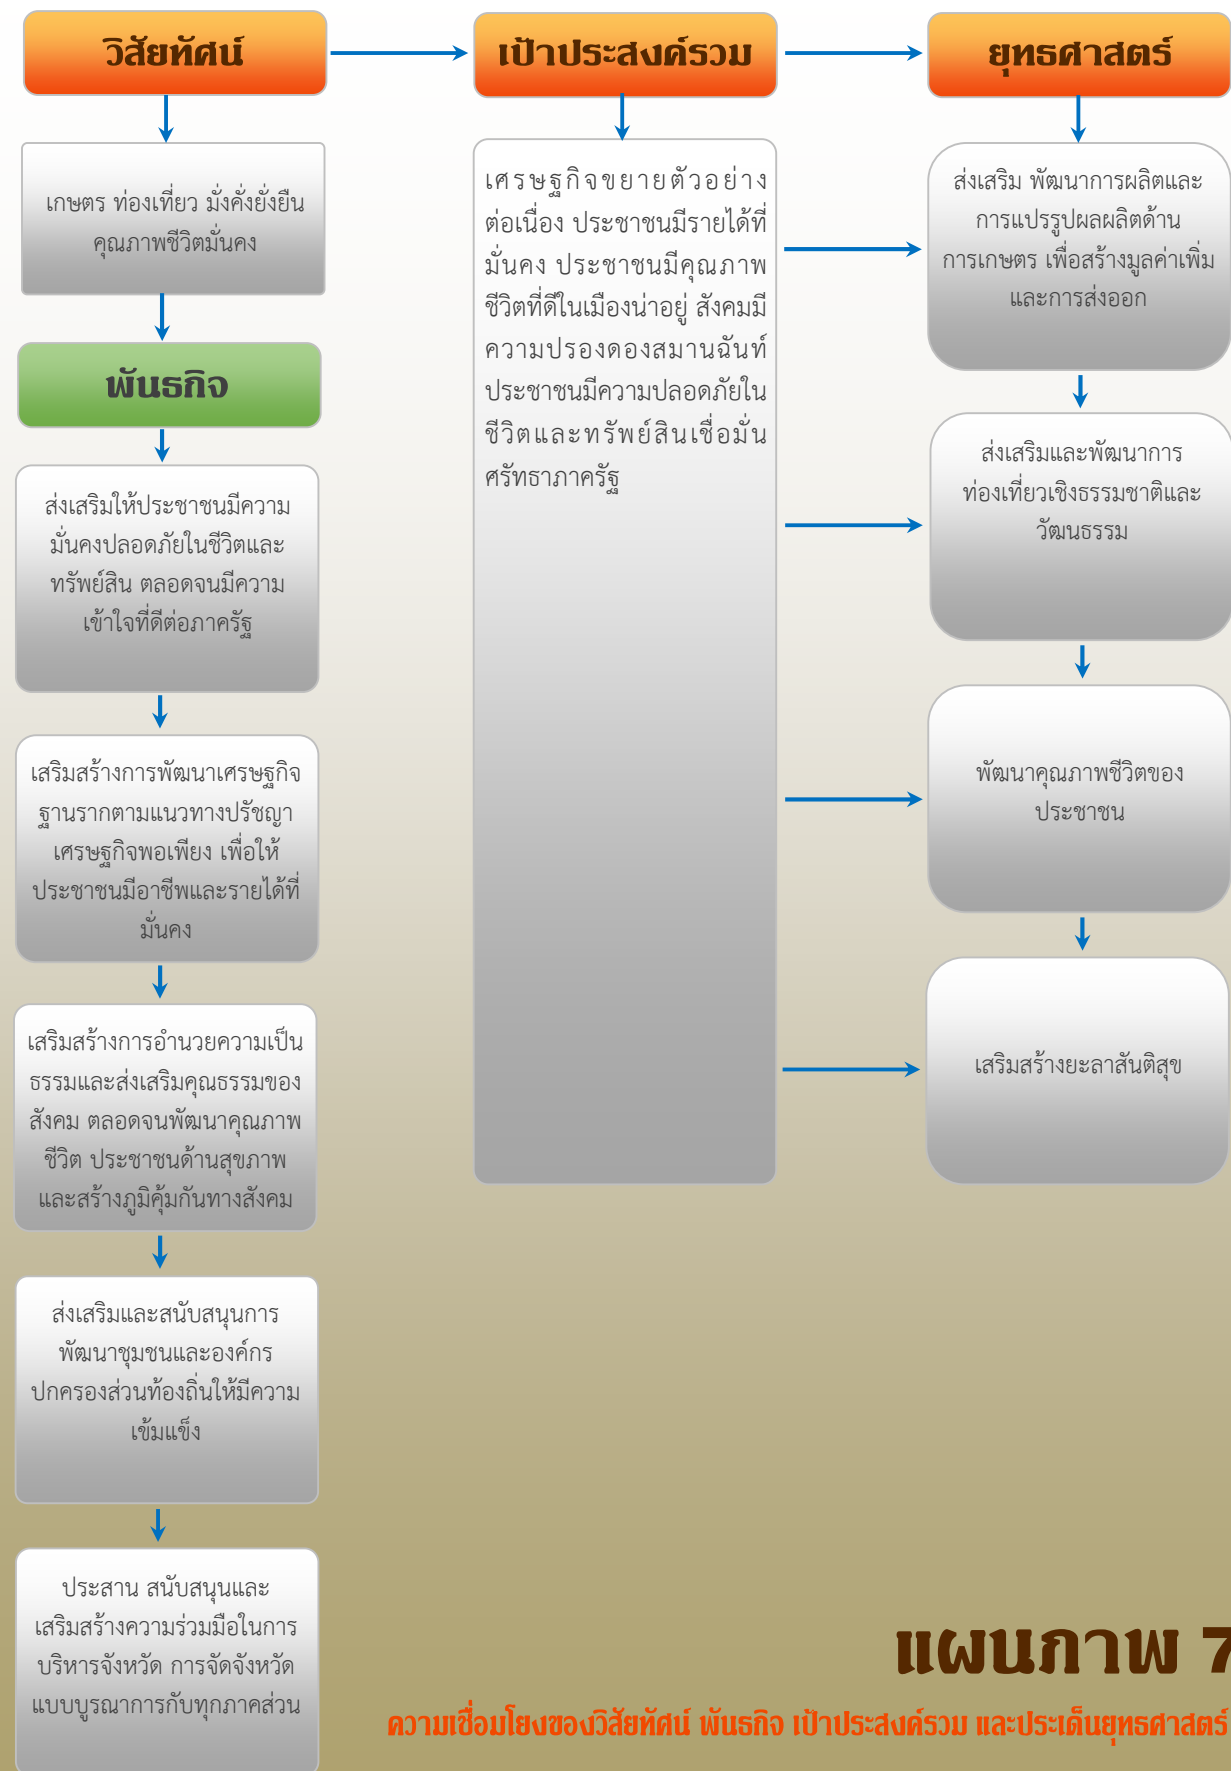 วิสัยทัศน์
เกษตร ท่องเที่ยว มั่งคั่งยั่งยืน
คุณภาพชีวิตมั่นคง
พันธกิจ
ส่งเสริมให้ประชาชนมีความ
มั่นคงปลอดภัยในชีวิตและ
ทรัพย์สิน ตลอดจนมีความ
เข้าใจที่ดีต่อภาครัฐ
เสริมสร้างการพัฒนาเศรษฐกิจ
ฐานรากตามแนวทางปรัชญา
เศรษฐกิจพอเพียง เพื่อให้
ประชาชนมีอาชีพและรายได้ที่
มั่นคง
เสริมสร้างการอำนวยความเป็น
ธรรมและส่งเสริมคุณธรรมของ
สังคม ตลอดจนพัฒนาคุณภาพ
ชีวิต ประชาชนด้านสุขภาพ
และสร้างภูมิคุ้มกันทางสังคม
ส่งเสริมและสนับสนุนการ
พัฒนาชุมชนและองค์กร
ปกครองส่วนท้องถิ่นให้มีความ
เข้มแข็ง
ประสาน สนับสนุนและ
เสริมสร้างความร่วมมือในการ
บริหารจังหวัด การจัดจังหวัด
แบบบูรณาการกับทุกภาคส่วน
เป้าประสงค์รวม
เศรษฐกิจขยายตัวอย่าง
ต่อเนื่อง ประชาชนมีรายได้ที่
มั่นคง ประชาชนมีคุณภาพ
ชีวิตที่ดีในเมืองน่าอยู่ สังคมมี
ความปรองดองสมานฉันท์
ประชาชนมีความปลอดภัยใน
ชีวิตและทรัพย์สินเชื่อมั่น
ศรัทธาภาครัฐ
ยุทธศาสตร์
ส่งเสริม พัฒนาการผลิตและ
การแปรรูปผลผลิตด้าน
การเกษตร เพื่อสร้างมูลค่าเพิ่ม
และการส่งออก
ส่งเสริมและพัฒนาการ
ท่องเที่ยวเชิงธรรมชาติและ
วัฒนธรรม
พัฒนาคุณภาพชีวิตของ
ประชาชน
เสริมสร้างยะลาสันติสุข
แผนภาพ 7
ความเชื่อมโยงของวิสัยทัศน์ พันธกิจ เป้าประสงค์รวม และประเด็นยุทธศาสตร์